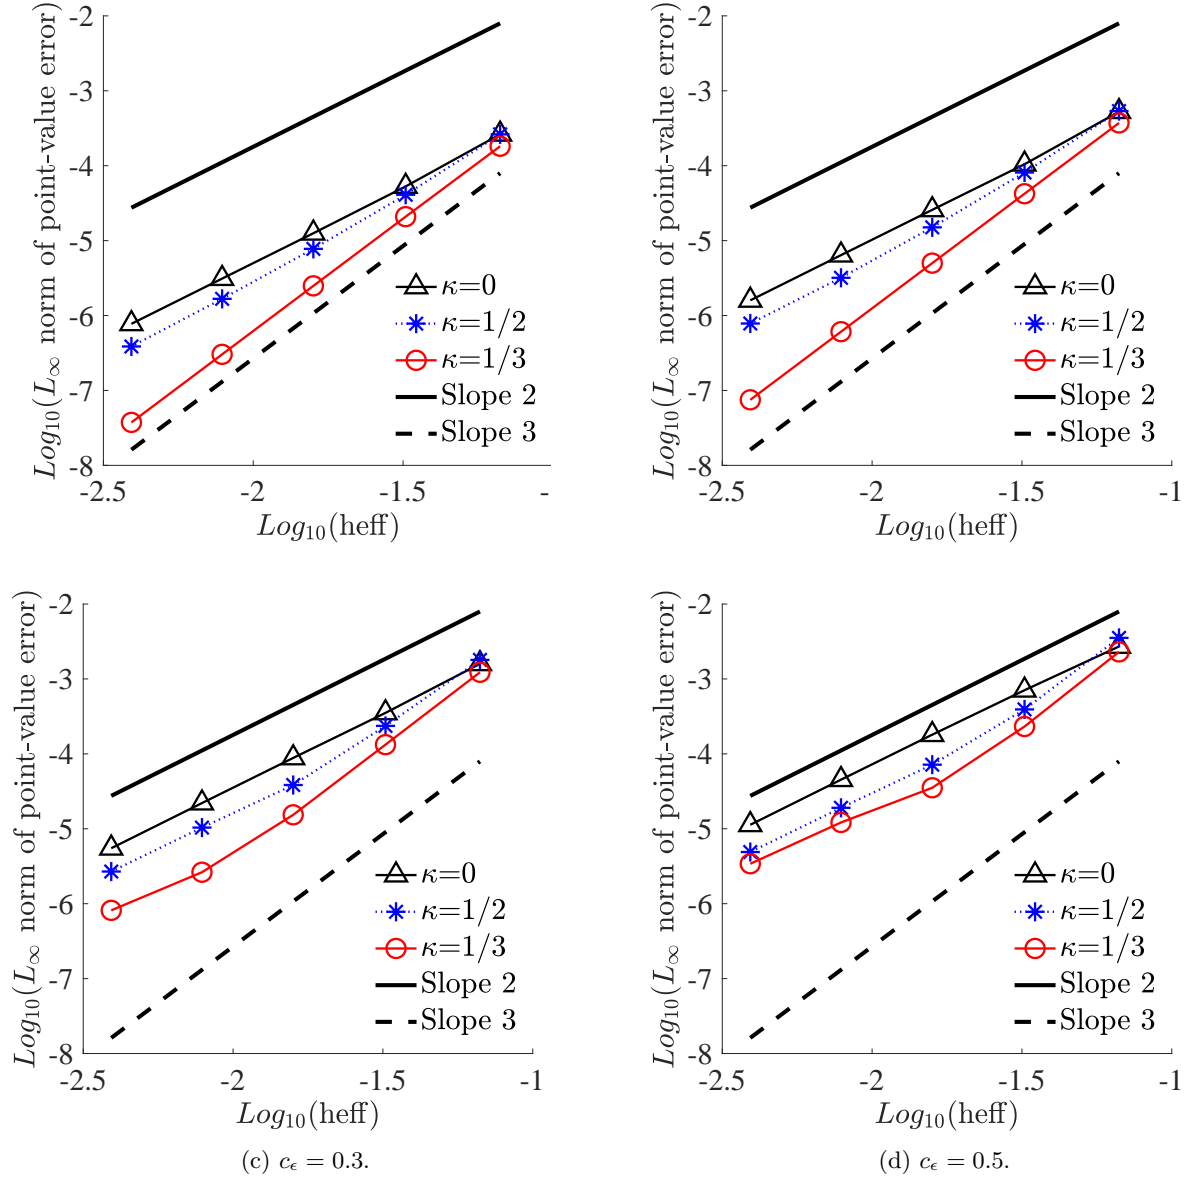 -2
-3
-4
-5
-6
-7
-8
-2.5 -2 -1.5 -
Log₁₀(L∞ norm of point-value error)
Log₁₀(heff)
κ=0
κ=1/2
κ=1/3
Slope 2
Slope 3
-2
-3
-4
-5
-6
-7
-8
-2.5 -2 -1.5 -1
Log₁₀(L∞ norm of point-value error)
Log₁₀(heff)
κ=0
κ=1/2
κ=1/3
Slope 2
Slope 3
-2
-3
-4
-5
-6
-7
-8
-2.5 -2 -1.5 -1
Log₁₀(L∞ norm of point-value error)
Log₁₀(heff)
κ=0
κ=1/2
κ=1/3
Slope 2
Slope 3
(c) cϵ = 0.3.
-2
-3
-4
-5
-6
-7
-8
-2.5 -2 -1.5 -1
Log₁₀(L∞ norm of point-value error)
Log₁₀(heff)
κ=0
κ=1/2
κ=1/3
Slope 2
Slope 3
(d) cϵ = 0.5.